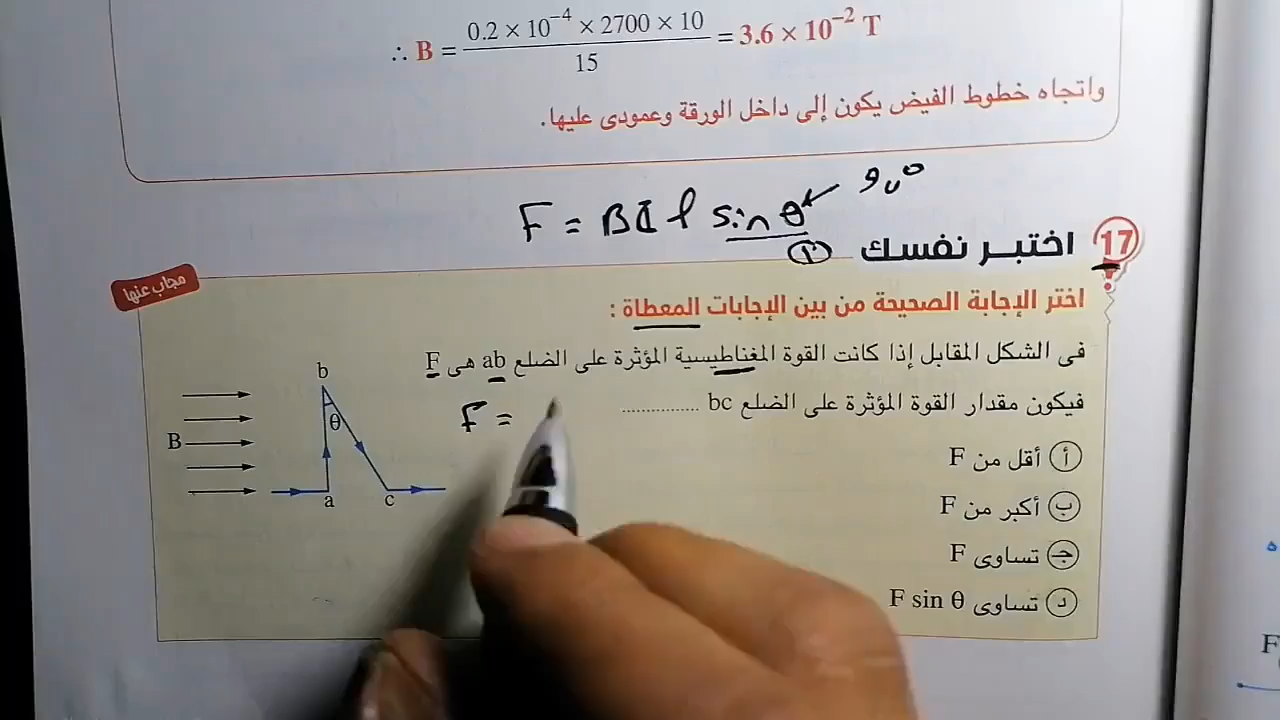 ∴ B = 0.2 × 10⁻⁴ × 2700 × 10 / 15 = 3.6 × 10⁻² T
واتجاه خطوط الفيض يكون إلى داخل الورقة وعمودى عليها.
F = BIl sin θ 90°
17 اختبر نفسك
مجاب عنها
اختر الإجابة الصحيحة من بين الإجابات المعطاة :
فى الشكل المقابل إذا كانت القوة المغناطيسية المؤثرة على الضلع ab هى F
فيكون مقدار القوة المؤثرة على الضلع bc ................
F =
أ أقل من F
ب أكبر من F
ج تساوى F
د تساوى F sin θ
b
θ
B
a
c
F